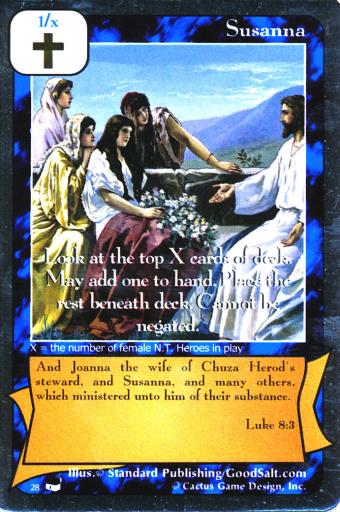 1/x
Susanna
Look at the top X cards of deck.
May add one to hand. Place the
rest beneath deck. Cannot be
negated.
X = the number of female N.T. Heroes in play
And Joanna the wife of Chuza Herod's
steward, and Susanna, and many others,
which ministered unto him of their substance.
Luke 8:3
Illus.© Standard Publishing/GoodSalt.com
28
© Cactus Game Design, Inc.